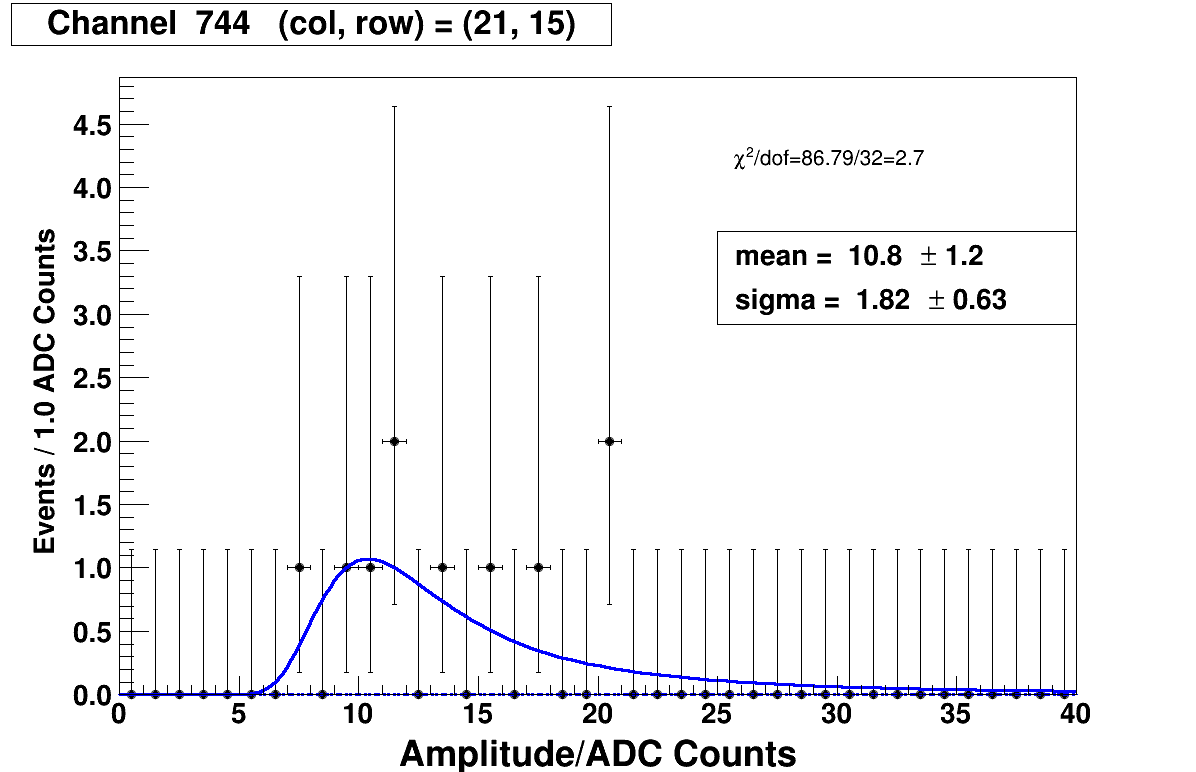 Channel 744 (col, row) = (21, 15)
4.5
4.0
3.5
3.0
2.5
2.0
1.5
1.0
0.5
0.0
Events / 1.0 ADC Counts
χ²/dof=86.79/32=2.7
mean = 10.8 ± 1.2
sigma = 1.82 ± 0.63
0 5 10 15 20 25 30 35 40
Amplitude/ADC Counts